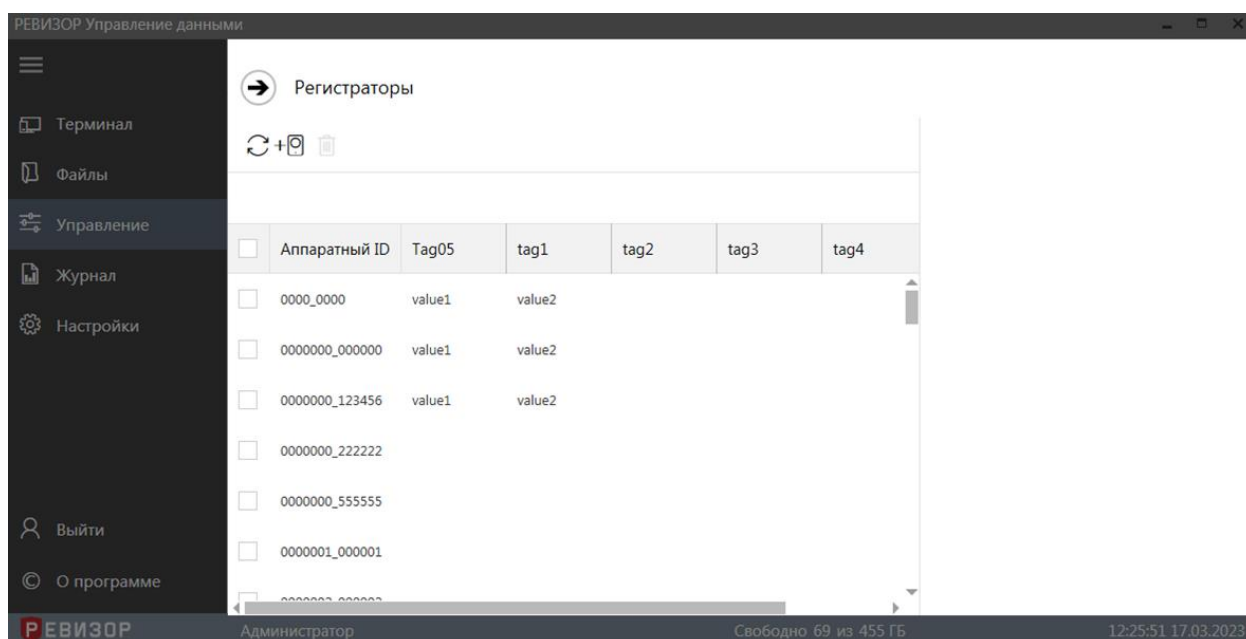 РЕВИЗОР Управление данными
Регистраторы
Терминал
Файлы
Управление
Журнал
Настройки
Выйти
О программе
Аппаратный ID Tag05 tag1 tag2 tag3 tag4
0000_0000 value1 value2
0000000_000000 value1 value2
0000000_123456 value1 value2
0000000_222222
0000000_555555
0000001_000001
РЕВИЗОР Администратор Свободно 69 из 455 ГБ 12:25:51 17.03.2023